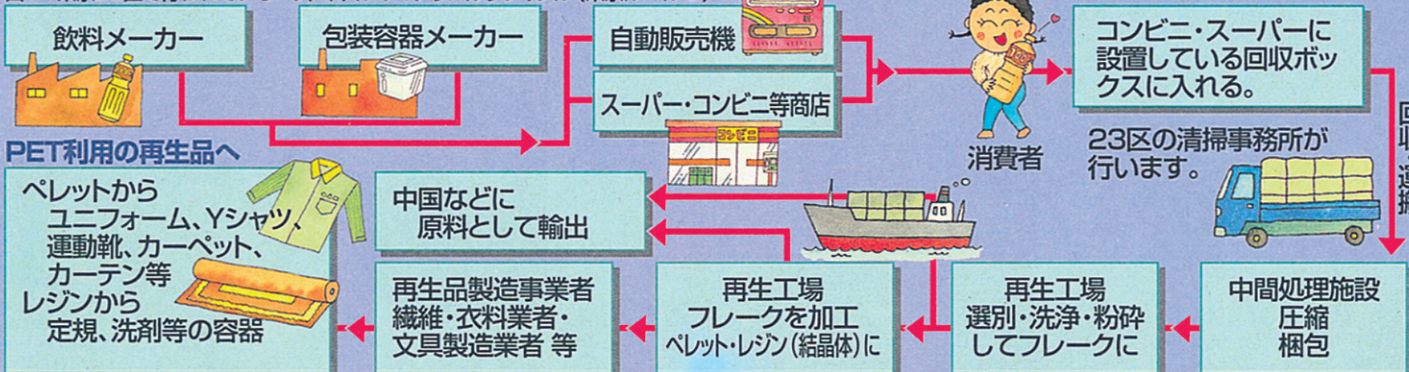 飲料メーカー
包装容器メーカー
自動販売機
スーパー・コンビニ等商店
コンビニ
消費者
コンビニ・スーパーに
設置している回収ボッ
クスに入れる。
23区の清掃事務所が
行います。
中間処理施設
圧縮
梱包
再生工場
選別・洗浄・粉砕
してフレークに
再生工場
フレークを加工
ペレット・レジン(結晶体)に
中国などに
原料として輸出
再生品製造事業者
繊維・衣料業者・
文具製造業者 等
PET利用の再生品へ
ペレットから
ユニフォーム、Yシャツ、
運動靴、カーペット、
カーテン等
レジンから
定規、洗剤等の容器